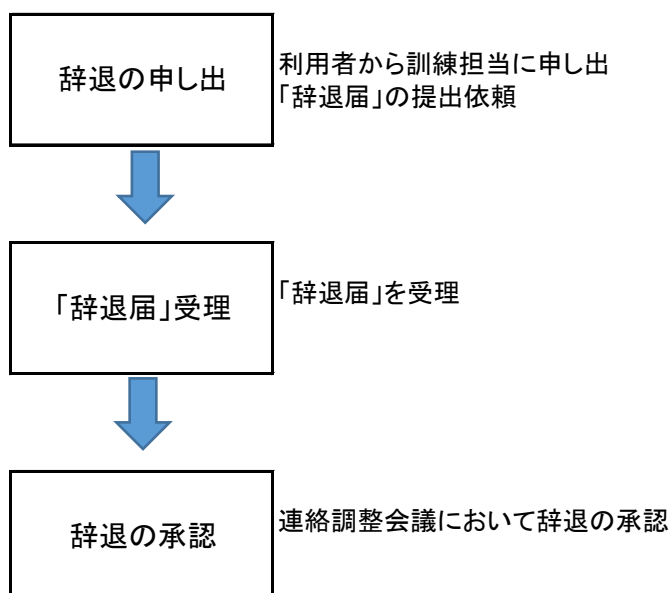 辞退の申し出
利用者から訓練担当に申し出
「辞退届」の提出依頼
「辞退届」受理
「辞退届」を受理
辞退の承認
連絡調整会議において辞退の承認